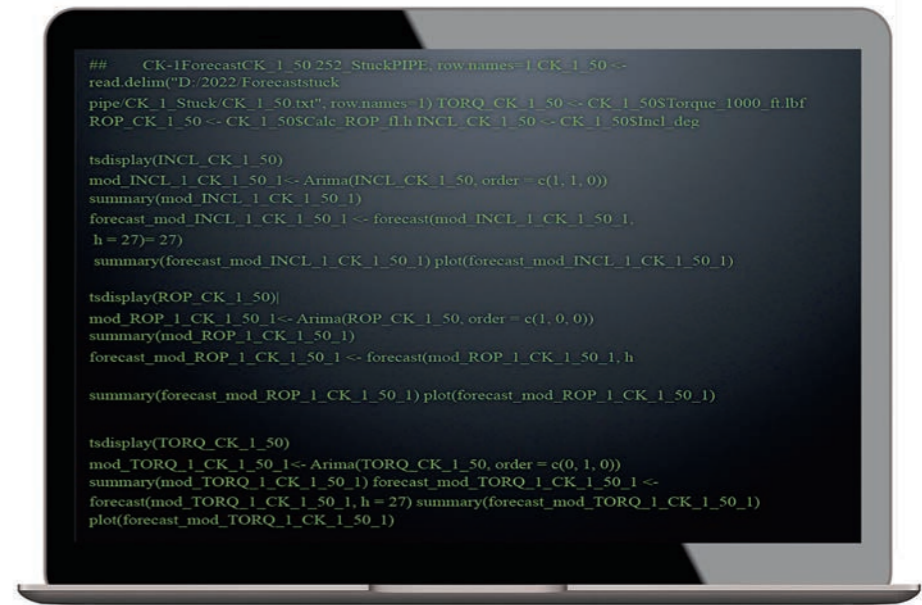 ## CK-1ForecastCK_1_50 252_StuckPIPE, row.names=1 CK_1_50 <-
read.delim("D:/2022/Forecaststuck
pipe/CK_1_Stuck/CK_1_50.txt", row.names=1) TORQ_CK_1_50 <- CK_1_50$Torque_1000_ft.lbf
ROP_CK_1_50 <- CK_1_50$Calc_ROP_fl.h INCL_CK_1_50 <- CK_1_50$Incl_deg
tsdisplay(INCL_CK_1_50)
mod_INCL_1_CK_1_50_1<- Arima(INCL_CK_1_50, order = c(1, 1, 0))
summary(mod_INCL_1_CK_1_50_1)
forecast_mod_INCL_1_CK_1_50_1 <- forecast(mod_INCL_1_CK_1_50_1,
h = 27)= 27)
summary(forecast_mod_INCL_1_CK_1_50_1) plot(forecast_mod_INCL_1_CK_1_50_1)
tsdisplay(ROP_CK_1_50)|
mod_ROP_1_CK_1_50_1<- Arima(ROP_CK_1_50, order = c(1, 0, 0))
summary(mod_ROP_1_CK_1_50_1)
forecast_mod_ROP_1_CK_1_50_1 <- forecast(mod_ROP_1_CK_1_50_1, h
summary(forecast_mod_ROP_1_CK_1_50_1) plot(forecast_mod_ROP_1_CK_1_50_1)
tsdisplay(TORQ_CK_1_50)
mod_TORQ_1_CK_1_50_1<- Arima(TORQ_CK_1_50, order = c(0, 1, 0))
summary(mod_TORQ_1_CK_1_50_1) forecast_mod_TORQ_1_CK_1_50_1 <-
forecast(mod_TORQ_1_CK_1_50_1, h = 27) summary(forecast_mod_TORQ_1_CK_1_50_1)
plot(forecast_mod_TORQ_1_CK_1_50_1)